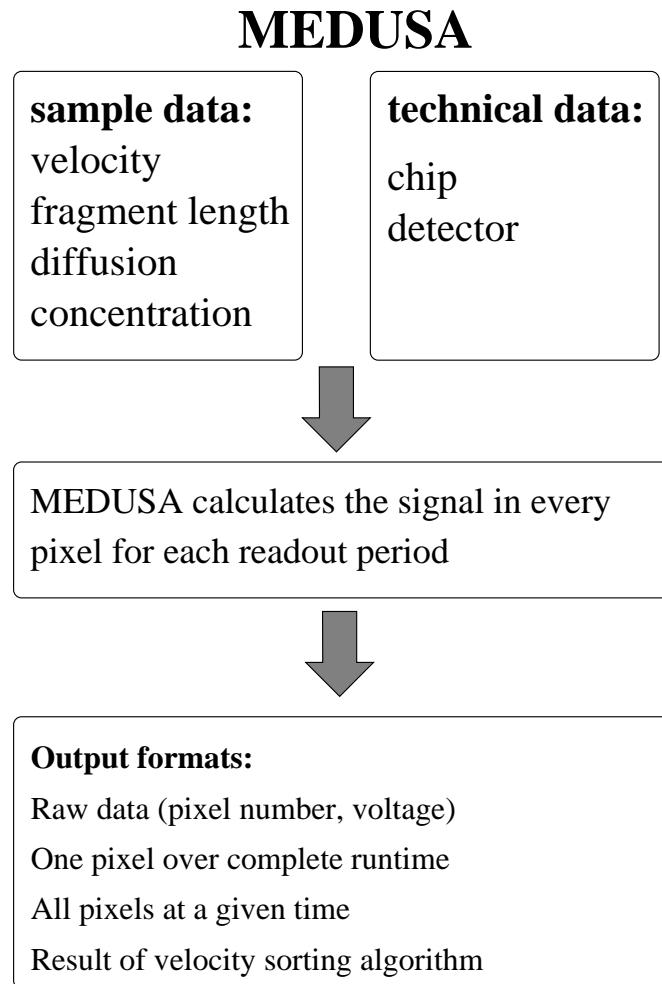 MEDUSA
sample data:
velocity
fragment length
diffusion
concentration
technical data:
chip
detector
MEDUSA calculates the signal in every
pixel for each readout period
Output formats:
Raw data (pixel number, voltage)
One pixel over complete runtime
All pixels at a given time
Result of velocity sorting algorithm